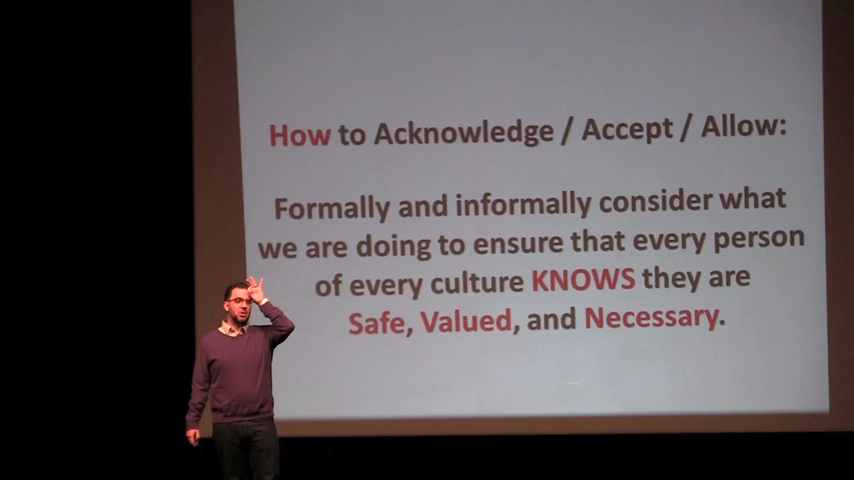 How to Acknowledge / Accept / Allow:
Formally and informally consider what
we are doing to ensure that every person
of every culture KNOWS they are
Safe, Valued, and Necessary.